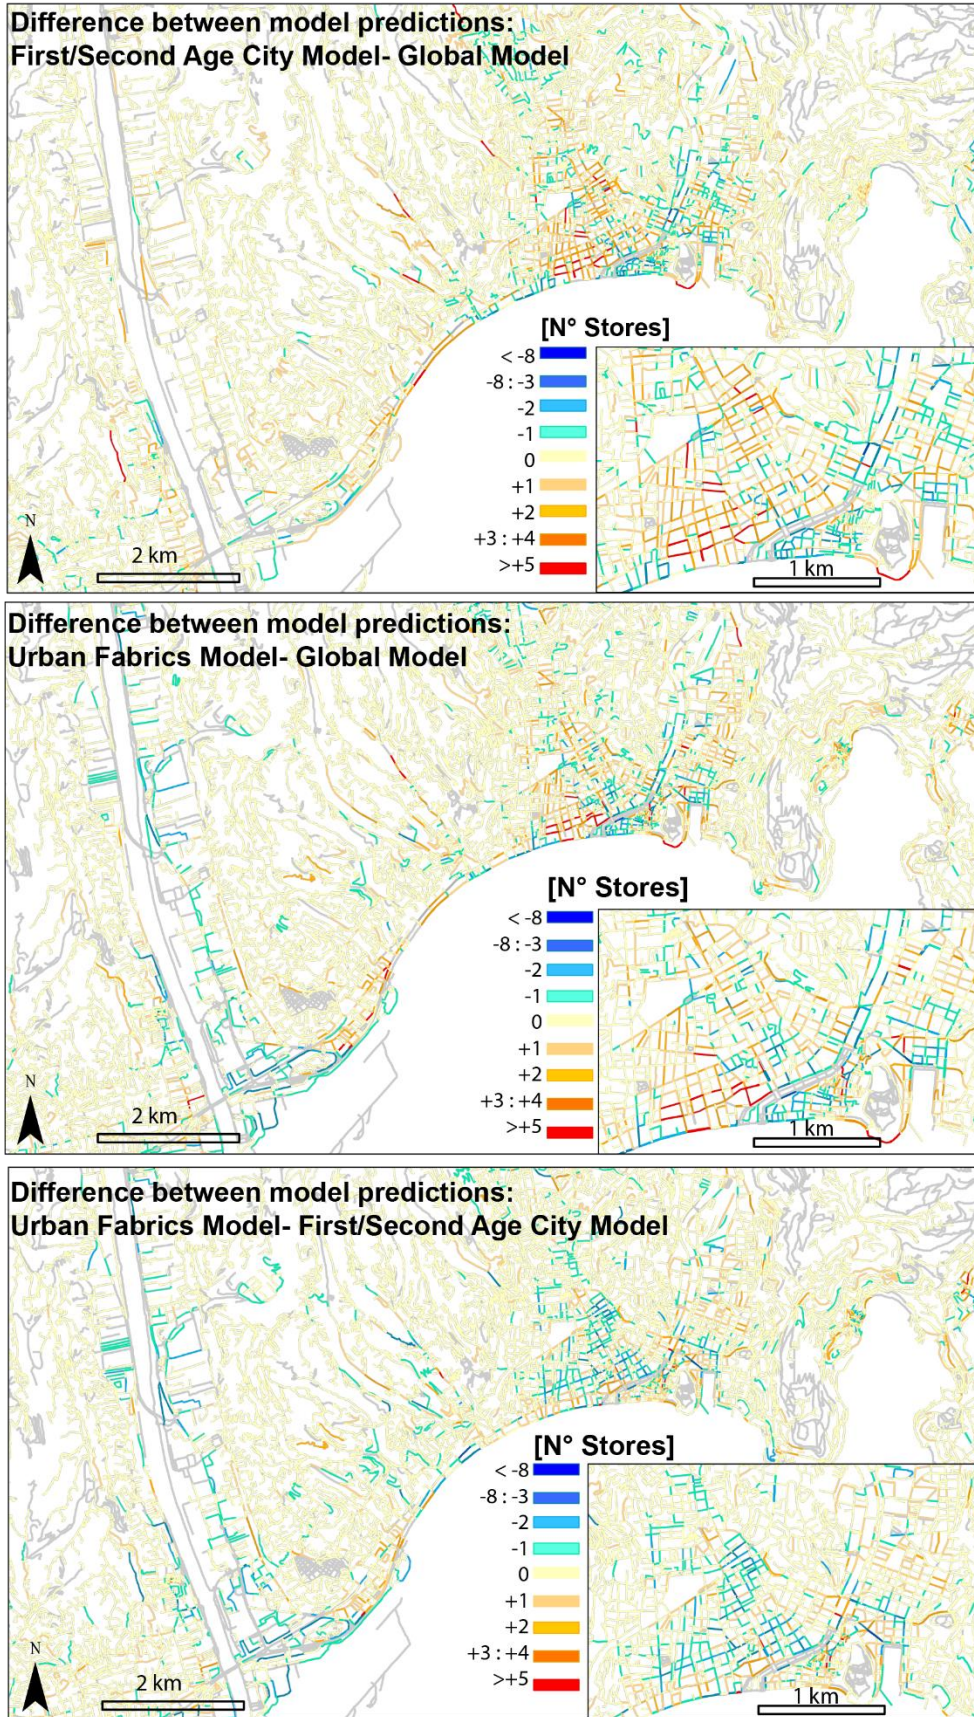 Difference between model predictions:
First/Second Age City Model- Global Model
[N° Stores]
< -8
-8 : -3
-2
-1
0
+1
+2
+3 : +4
>+5
N
2 km
1 km
Difference between model predictions:
Urban Fabrics Model- Global Model
[N° Stores]
< -8
-8 : -3
-2
-1
0
+1
+2
+3 : +4
>+5
N
2 km
1 km
Difference between model predictions:
Urban Fabrics Model- First/Second Age City Model
[N° Stores]
< -8
-8 : -3
-2
-1
0
+1
+2
+3 : +4
>+5
N
2 km
1 km